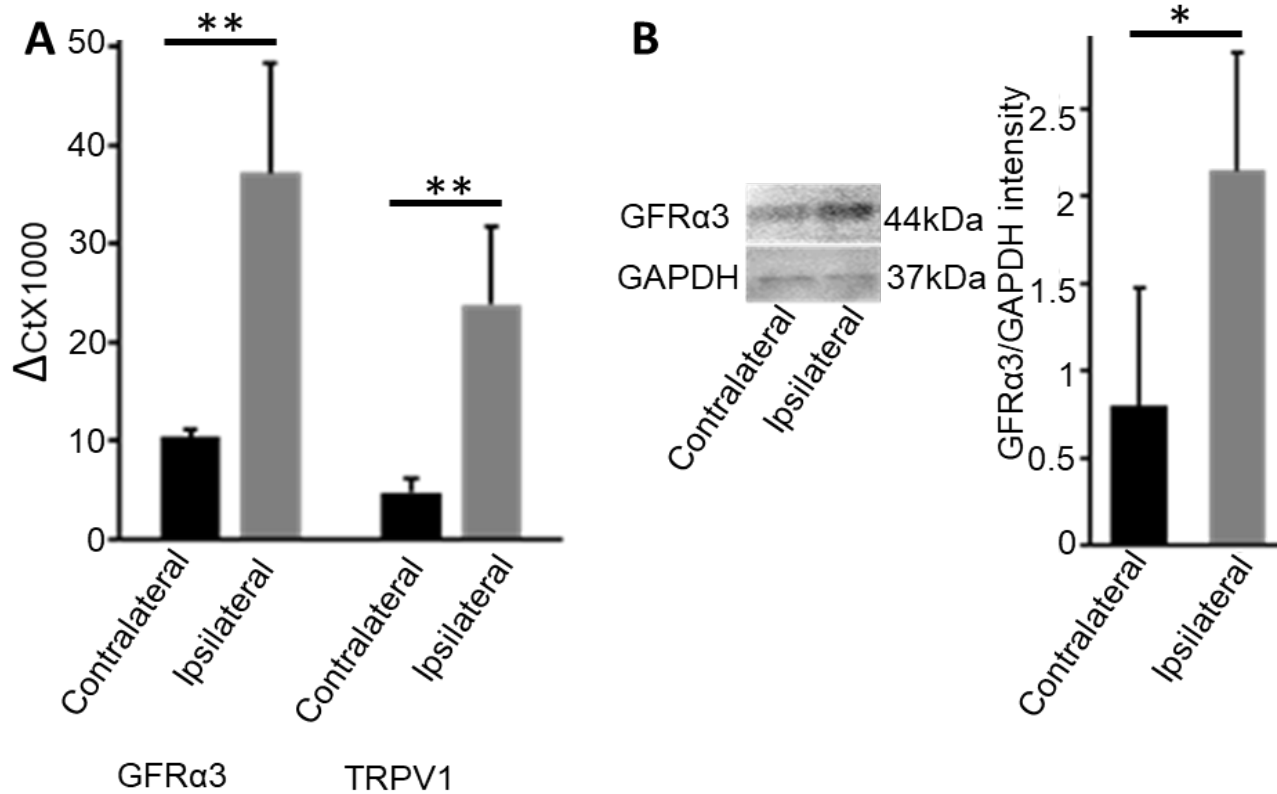 A
**
50
40
30
20
10
0
ΔCtX1000
**
Contralateral
Ipsilateral
Contralateral
Ipsilateral
GFRα3
TRPV1
B
GFRα3
44kDa
GAPDH
37kDa
Contralateral
Ipsilateral
*
GFRα3/GAPDH intensity
2.5
2
1.5
1
0.5
0
Contralateral
Ipsilateral